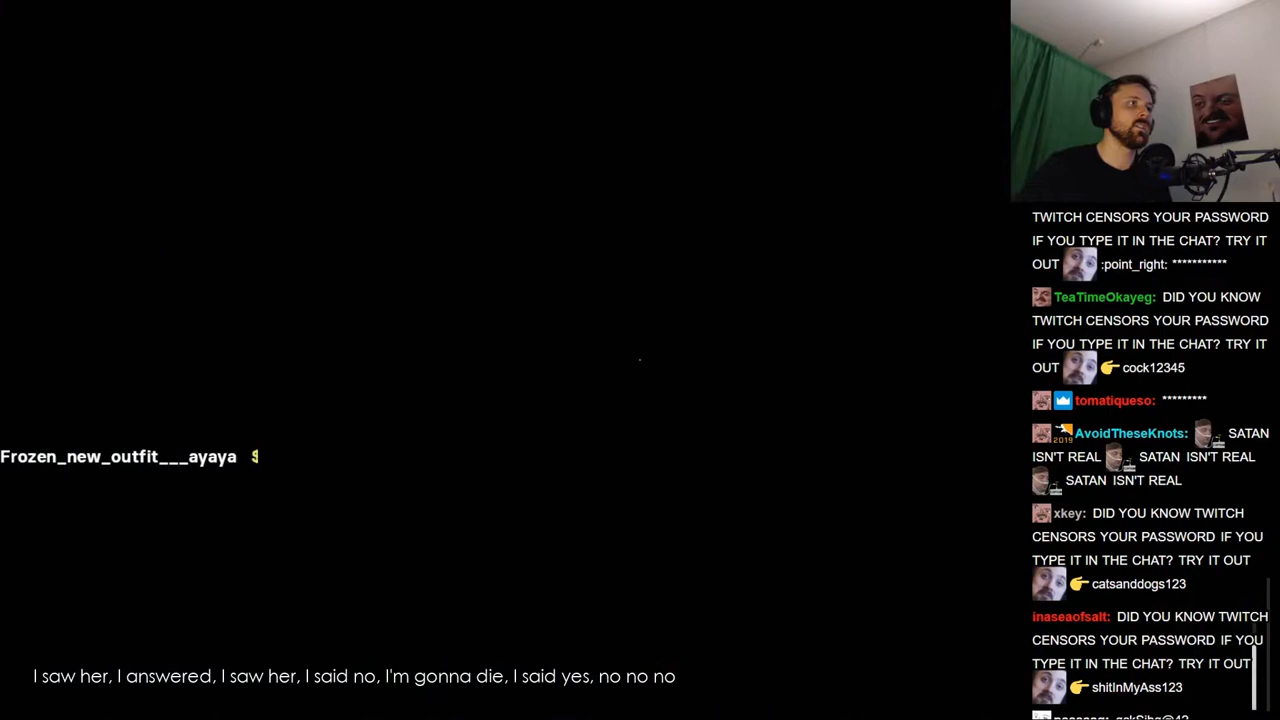 TWITCH CENSORS YOUR PASSWORD
IF YOU TYPE IT IN THE CHAT? TRY IT
OUT :point_right: ***********
TeaTimeOkayeg: DID YOU KNOW
TWITCH CENSORS YOUR PASSWORD
IF YOU TYPE IT IN THE CHAT? TRY IT
OUT 👉 cock12345
tomatiqueso: *********
2019 AvoidTheseKnots: SATAN
ISN'T REAL SATAN ISN'T REAL
SATAN ISN'T REAL
Frozen_new_outfit___ayaya $
xkey: DID YOU KNOW TWITCH
CENSORS YOUR PASSWORD IF YOU
TYPE IT IN THE CHAT? TRY IT OUT
👉 catsanddogs123
inaseaofsalt: DID YOU KNOW TWITCH
CENSORS YOUR PASSWORD IF YOU
TYPE IT IN THE CHAT? TRY IT OUT
👉 shitInMyAss123
I saw her, I answered, I saw her, I said no, I'm gonna die, I said yes, no no no